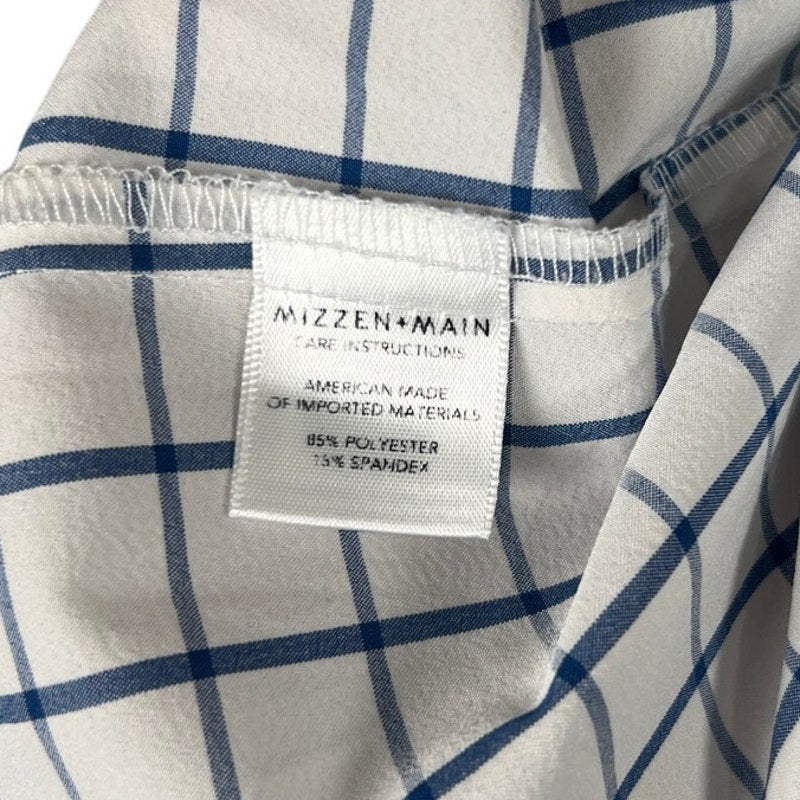 MIZZEN+MAIN
CARE INSTRUCTIONS
AMERICAN MADE
OF IMPORTED MATERIALS
85% POLYESTER
15% SPANDEX